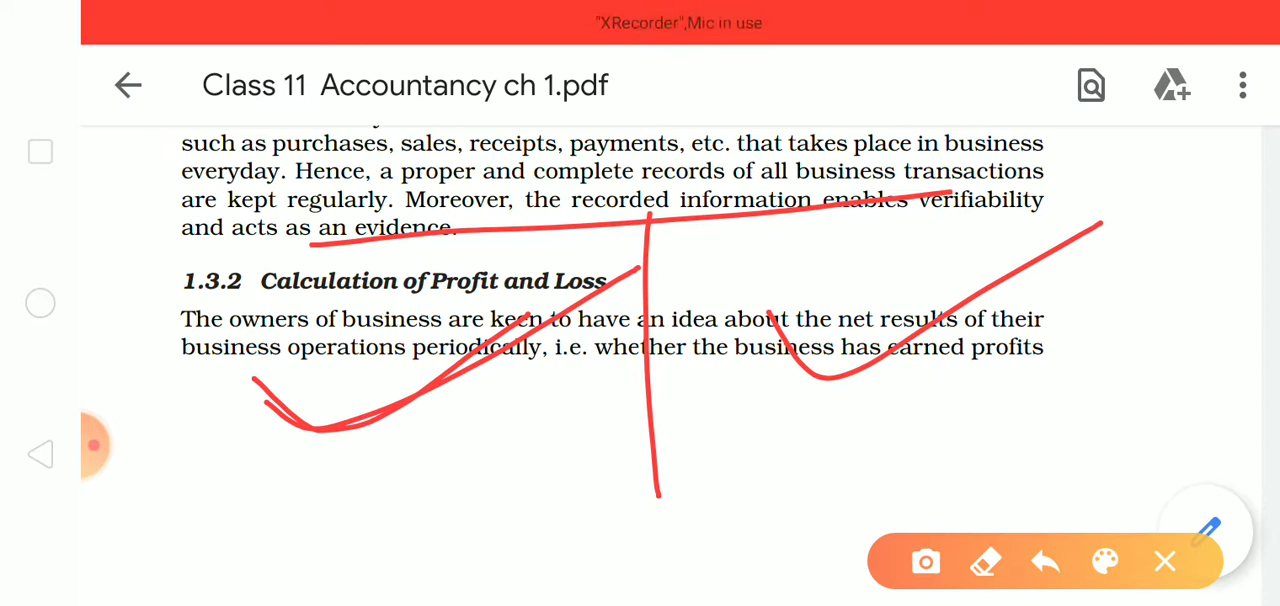 "XRecorder",Mic in use
Class 11 Accountancy ch 1.pdf
such as purchases, sales, receipts, payments, etc. that takes place in business
everyday. Hence, a proper and complete records of all business transactions
are kept regularly. Moreover, the recorded information enables verifiability
and acts as an evidence.
1.3.2 Calculation of Profit and Loss
The owners of business are keen to have an idea about the net results of their
business operations periodically, i.e. whether the business has earned profits